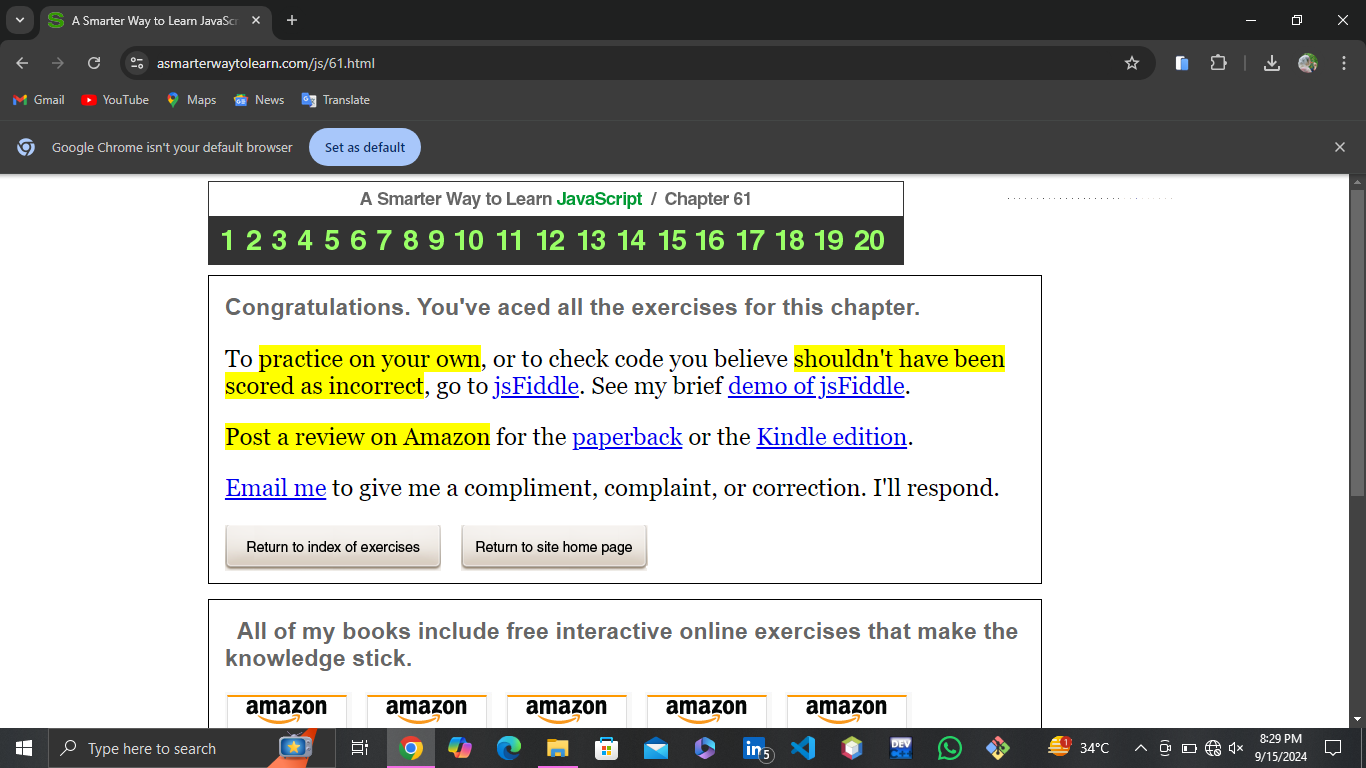 A Smarter Way to Learn JavaScr
asmarterwaytolearn.com/js/61.html
Gmail YouTube Maps News Translate
Google Chrome isn't your default browser Set as default
A Smarter Way to Learn JavaScript / Chapter 61
1 2 3 4 5 6 7 8 9 10 11 12 13 14 15 16 17 18 19 20
Congratulations. You've aced all the exercises for this chapter.
To practice on your own, or to check code you believe shouldn't have been
scored as incorrect, go to jsFiddle. See my brief demo of jsFiddle.
Post a review on Amazon for the paperback or the Kindle edition.
Email me to give me a compliment, complaint, or correction. I'll respond.
Return to index of exercises Return to site home page
All of my books include free interactive online exercises that make the
knowledge stick.
amazon amazon amazon amazon amazon
Type here to search
5
DEV
1
34°C
8:29 PM
9/15/2024